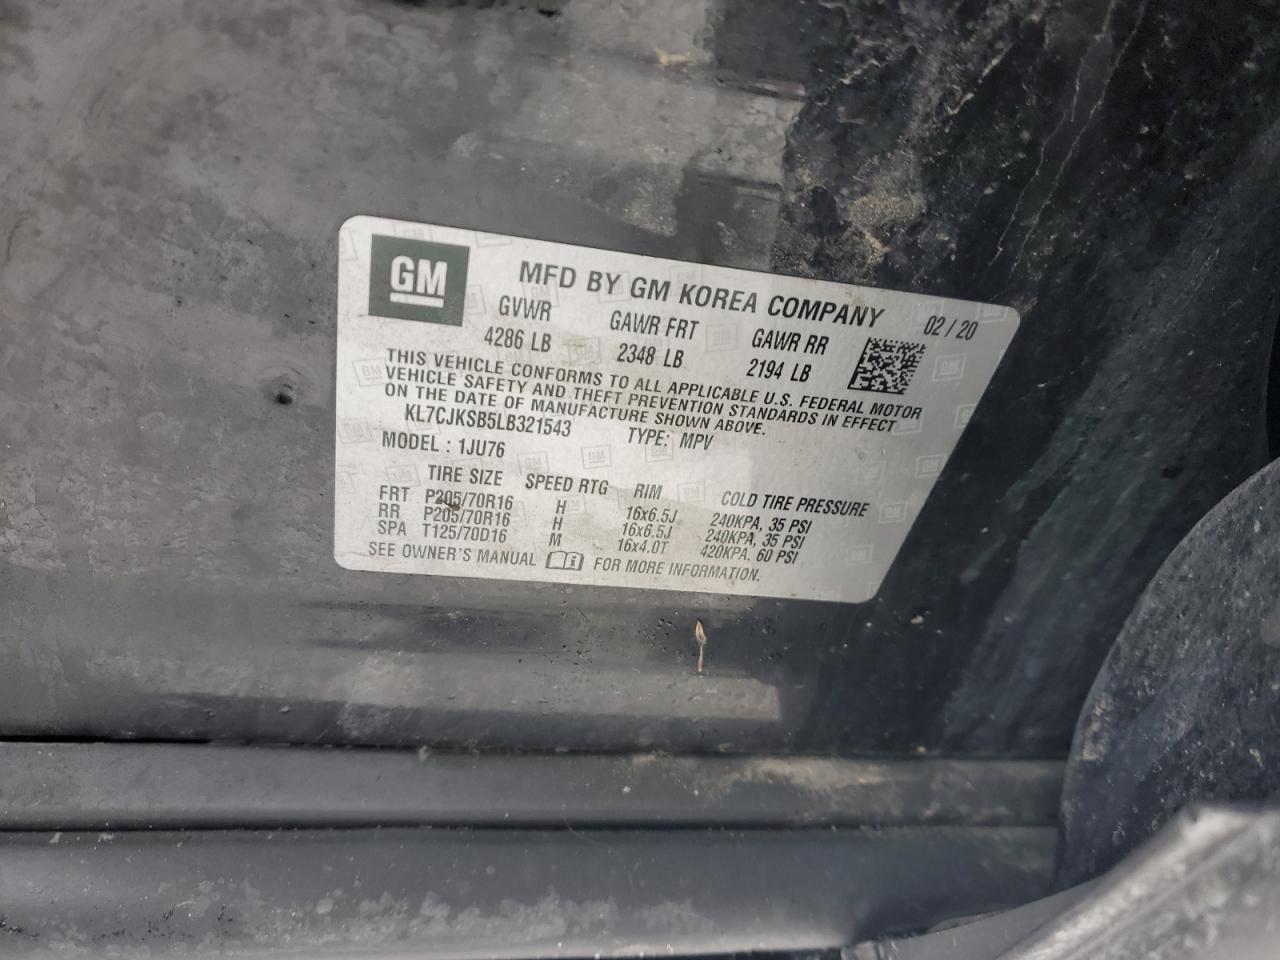 GM
MFD BY GM KOREA COMPANY 02 / 20
GVWR GAWR FRT GAWR RR
4286 LB 2348 LB 2194 LB
THIS VEHICLE CONFORMS TO ALL APPLICABLE U.S. FEDERAL MOTOR
VEHICLE SAFETY AND THEFT PREVENTION STANDARDS IN EFFECT
ON THE DATE OF MANUFACTURE SHOWN ABOVE.
KL7CJKSB5LB321543 TYPE: MPV
MODEL : 1JU76
TIRE SIZE SPEED RTG RIM COLD TIRE PRESSURE
FRT P205/70R16 H 16x6.5J 240KPA, 35 PSI
RR P205/70R16 H 16x6.5J 240KPA, 35 PSI
SPA T125/70D16 M 16x4.0T 420KPA, 60 PSI
SEE OWNER'S MANUAL FOR MORE INFORMATION.